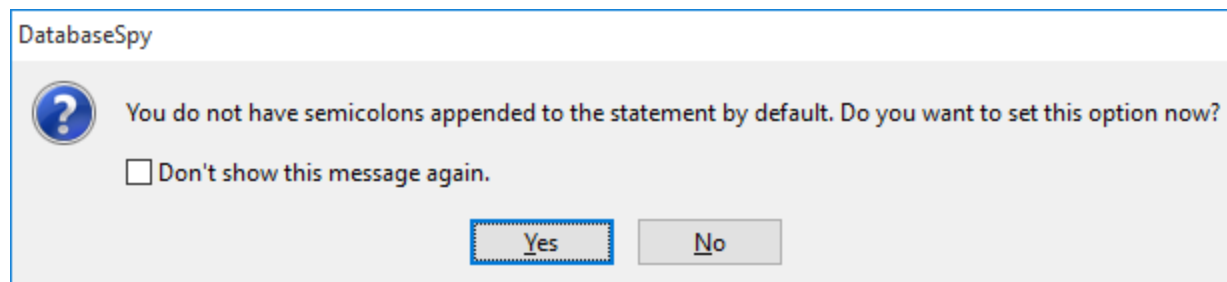 DatabaseSpy
?
You do not have semicolons appended to the statement by default. Do you want to set this option now?
Don't show this message again.
Yes
No